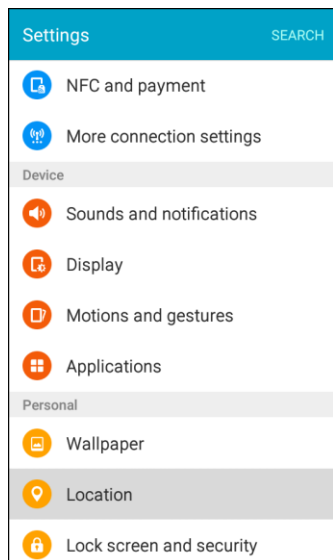 Settings SEARCH
NFC and payment
More connection settings
Device
Sounds and notifications
Display
Motions and gestures
Applications
Personal
Wallpaper
Location
Lock screen and security